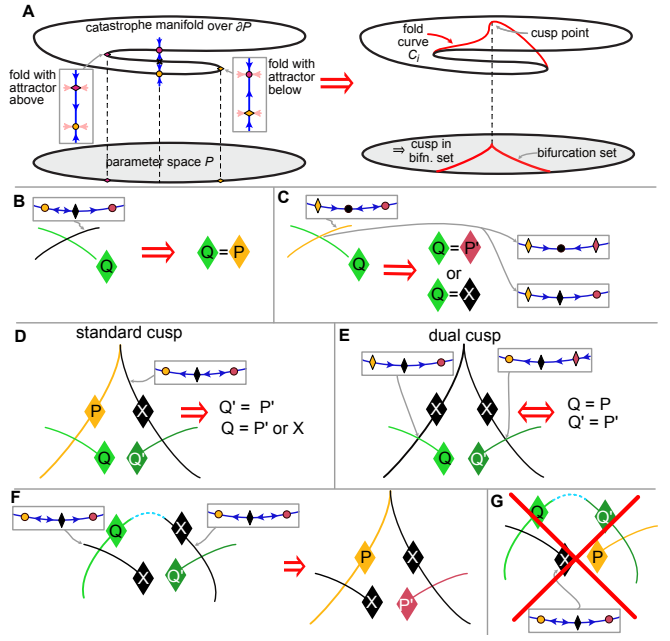 A
catastrophe manifold over ∂P
fold with
attractor
above
fold with
attractor
below
parameter space P
⇒
fold
curve
Cᵢ
cusp point
⇒ cusp in
bifn. set
bifurcation set
B
Q
⇒
Q = P
C
Q
⇒
Q = P'
or
Q = X
D
standard cusp
P
X
Q
Q'
⇒
Q' = P'
Q = P' or X
E
dual cusp
X
X
Q
Q'
⇔
Q = P
Q' = P'
F
Q
X
X
Q'
⇒
P
X
X
P'
G
Q
Q'
X
P